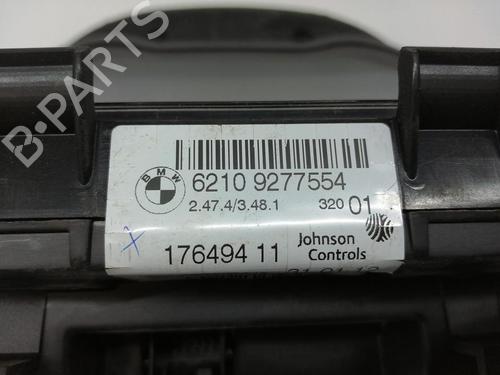 B-PARTS
BMW
6210 9277554
2.47.4/3.48.1 320 01
176494 11 Johnson Controls